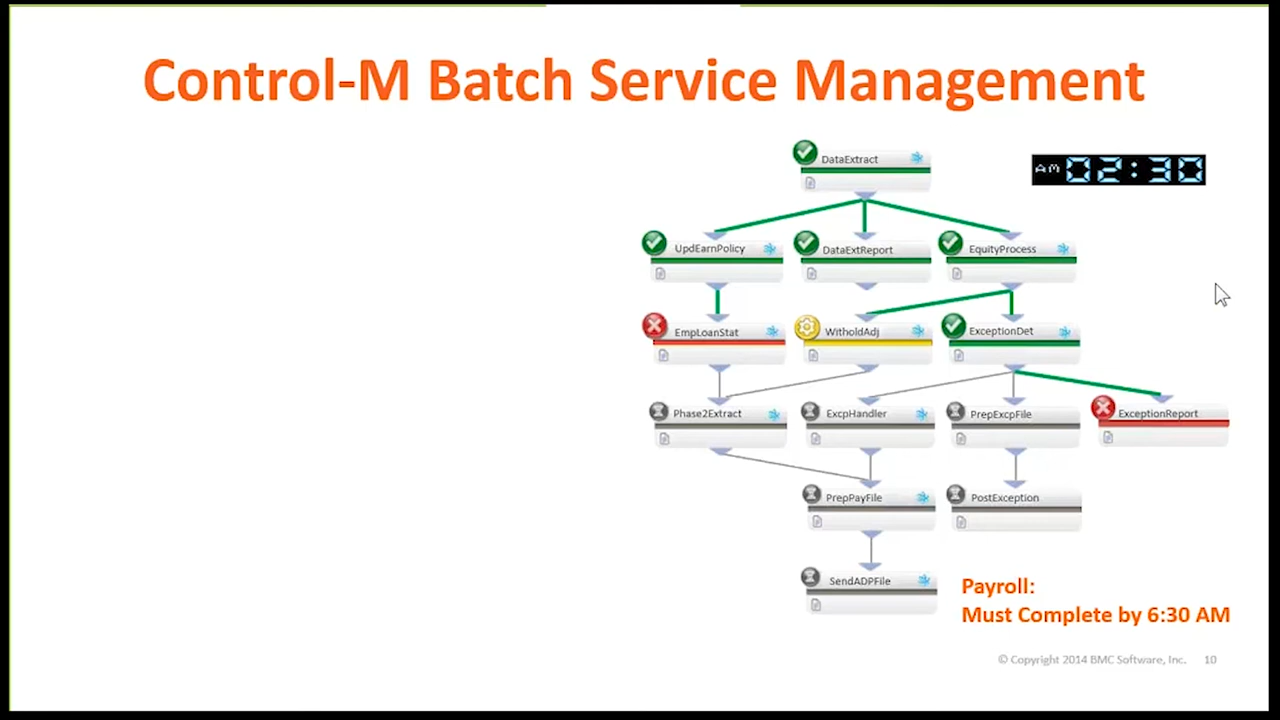 Control-M Batch Service Management
DataExtract
AM 02:30
UpdEarnPolicy
DataExtReport
EquityProcess
EmpLoanStat
WitholdAdj
ExceptionDet
Phase2Extract
ExcpHandler
PrepExcpFile
ExceptionReport
PrepPayFile
PostException
SendADPFile
Payroll:
Must Complete by 6:30 AM
© Copyright 2014 BMC Software, Inc. 10